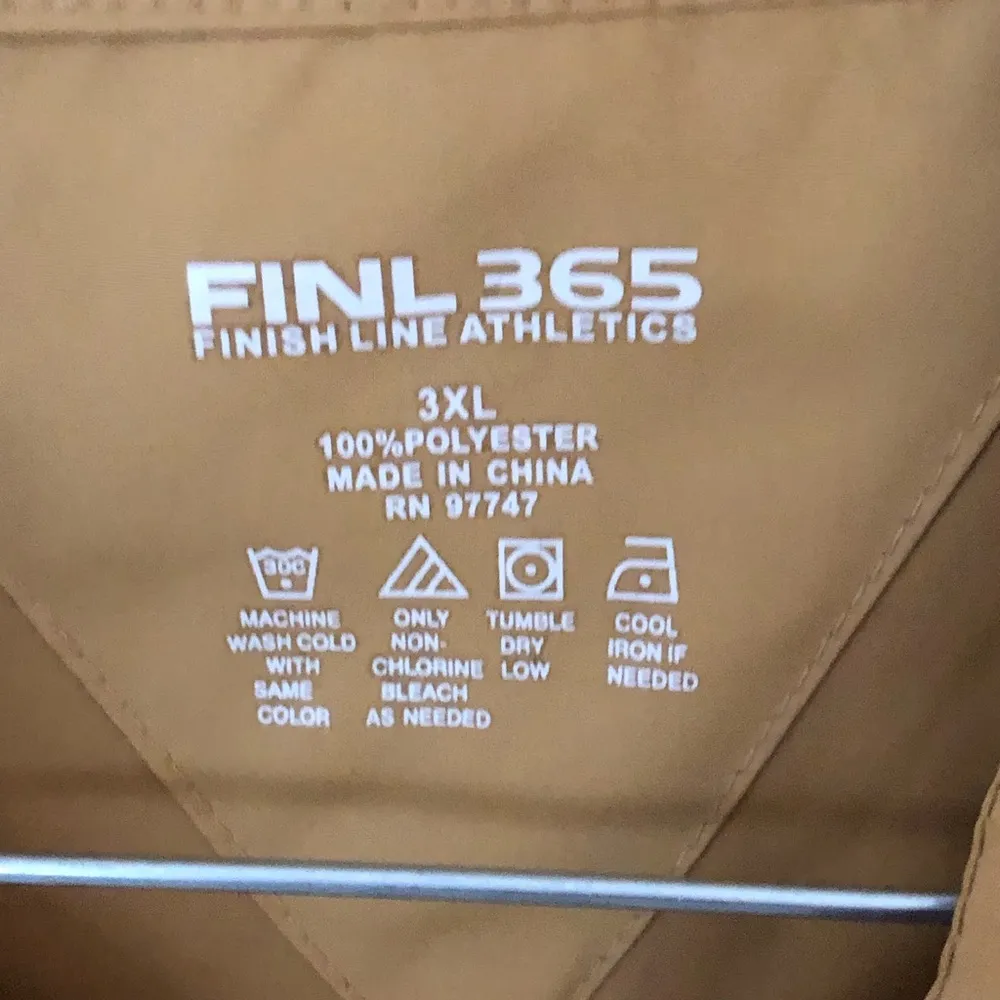 FINL 365
FINISH LINE ATHLETICS
3XL
100%POLYESTER
MADE IN CHINA
RN 97747
30C
MACHINE
WASH COLD
WITH
SAME
COLOR
ONLY
NON-
CHLORINE
BLEACH
AS NEEDED
TUMBLE
DRY
LOW
COOL
IRON IF
NEEDED